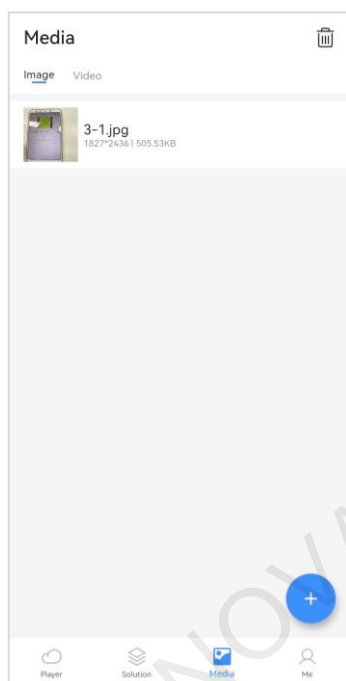 Media
Image Video
3-1.jpg
1827*2436 | 505.53KB
+
Player Solution Media Me